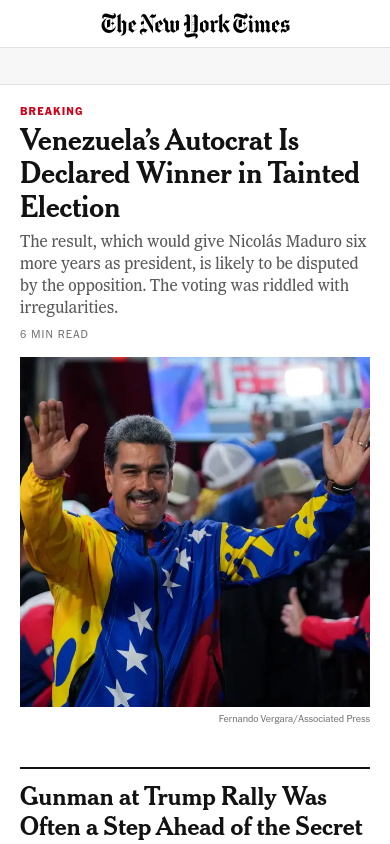 The New York Times
BREAKING
Venezuela’s Autocrat Is
Declared Winner in Tainted
Election
The result, which would give Nicolás Maduro six
more years as president, is likely to be disputed
by the opposition. The voting was riddled with
irregularities.
6 MIN READ
Fernando Vergara/Associated Press
Gunman at Trump Rally Was
Often a Step Ahead of the Secret